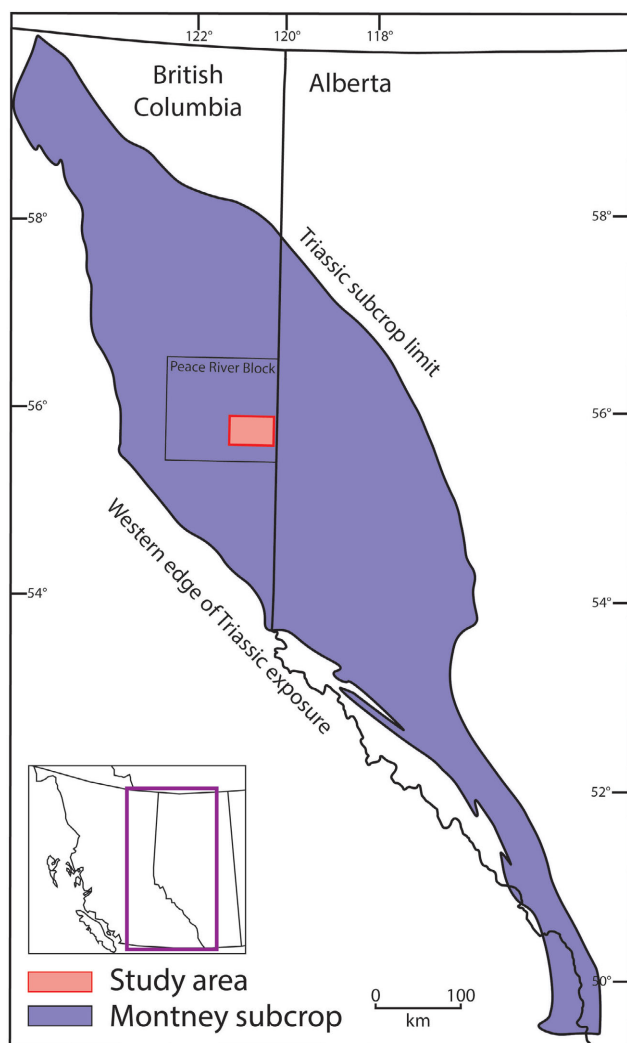 122°
120°
118°
British
Columbia
Alberta
58°
58°
Triassic subcrop limit
Peace River Block
56°
56°
Western edge of Triassic exposure
54°
54°
52°
50°
Study area
Montney subcrop
0
100
km